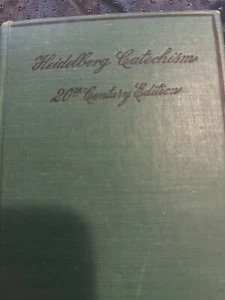 Heidelberg Catechism
20th Century Edition